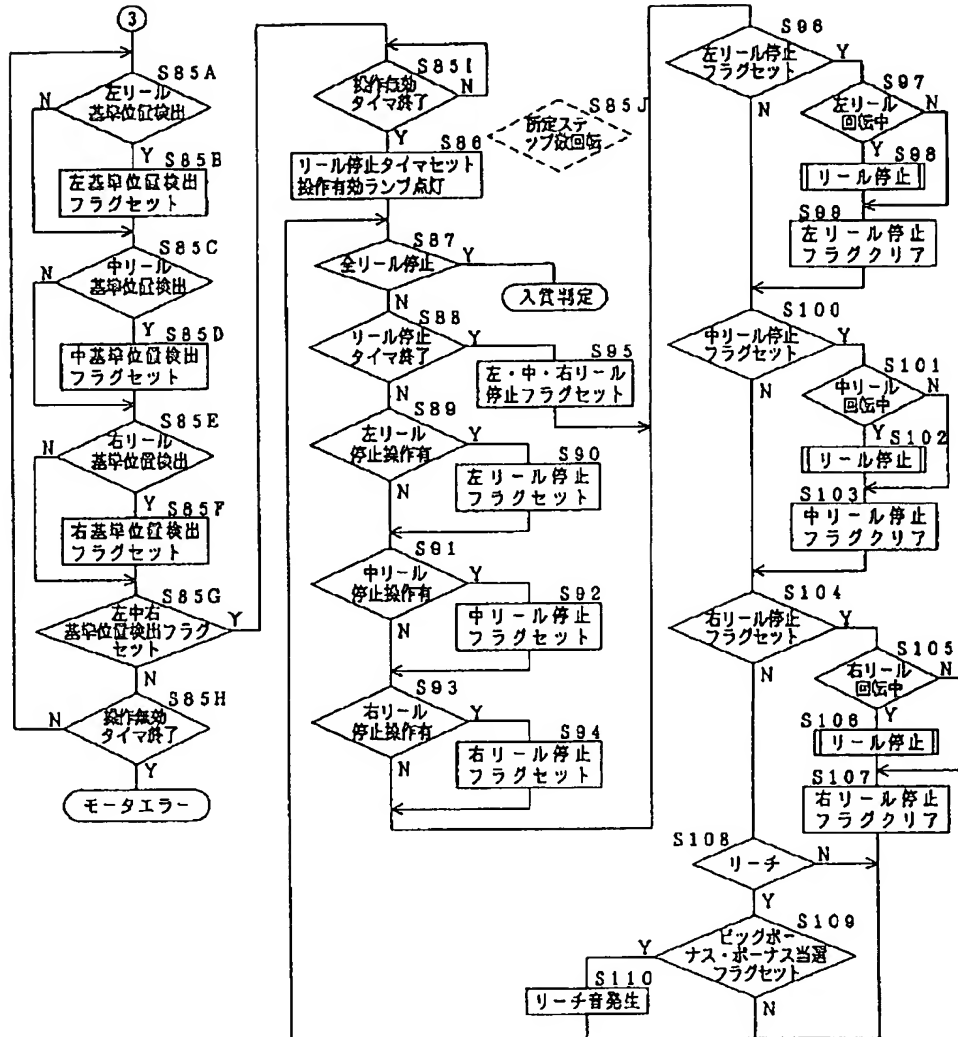 3
S85A
左リール
基準位置検出
N
Y
S85B
左基準位置検出
フラグセット
S85C
中リール
基準位置検出
N
Y
S85D
中基準位置検出
フラグセット
S85E
右リール
基準位置検出
N
Y
S85F
右基準位置検出
フラグセット
S85G
左中右
基準位置検出フラグ
セット
Y
N
S85H
操作無効
タイマ終了
N
Y
モータエラー
S85I
操作無効
タイマ終了
N
Y
S85J
所定ステ
ップ数回転
S86
リール停止タイマセット
操作有効ランプ点灯
S87
全リール停止
Y
N
入賞判定
S88
リール停止
タイマ終了
Y
N
S95
左・中・右リール
停止フラグセット
S89
左リール
停止操作有
Y
N
S90
左リール停止
フラグセット
S91
中リール
停止操作有
Y
N
S92
中リール停止
フラグセット
S93
右リール
停止操作有
Y
N
S94
右リール停止
フラグセット
S96
左リール停止
フラグセット
Y
N
S97
左リール
回転中
N
Y
S98
リール停止
S99
左リール停止
フラグクリア
S100
中リール停止
フラグセット
Y
N
S101
中リール
回転中
N
Y
S102
リール停止
S103
中リール停止
フラグクリア
S104
右リール停止
フラグセット
Y
N
S105
右リール
回転中
N
Y
S106
リール停止
S107
右リール停止
フラグクリア
S108
リーチ
N
Y
S109
ビッグボー
ナス・ボーナス当選
フラグセット
Y
N
S110
リーチ音発生